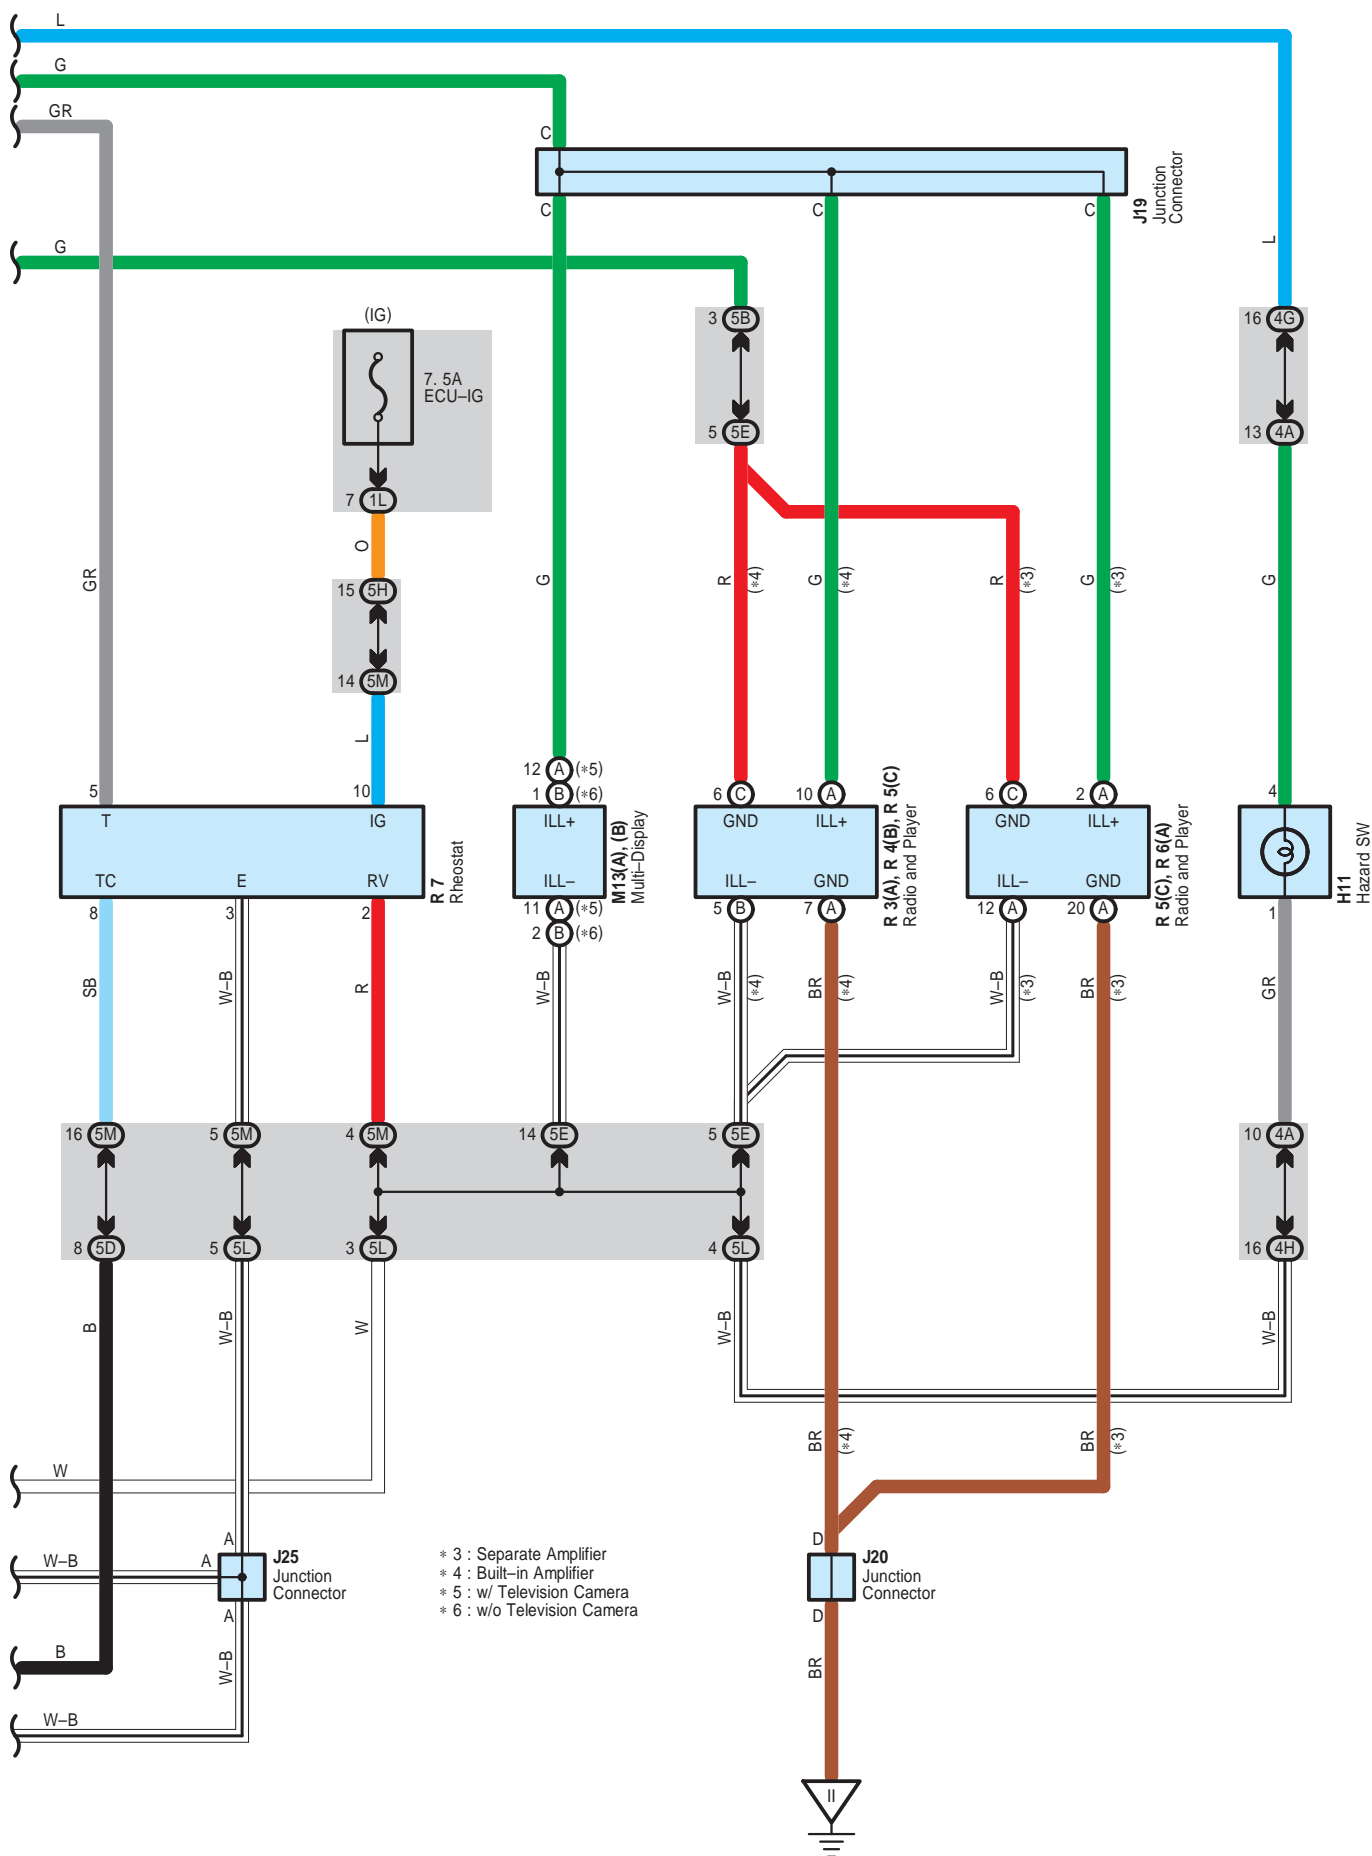 L
G
GR
C
C
C
C
J19
Junction
Connector
G
L
(IG)
7. 5A
ECU–IG
3 5B
16 4G
5 5E
13 4A
7 1L
O
15 5H
14 5M
GR
G
R
(∗4)
G
(∗4)
R
(∗3)
G
(∗3)
G
L
12 A (∗5)
1 B (∗6)
5
10
6 C
10 A
6 C
2 A
4
T
IG
ILL+
GND
ILL+
GND
ILL+
TC
E
RV
ILL–
ILL–
GND
ILL–
GND
R 7
Rheostat
M13(A), (B)
Multi–Display
R 3(A), R 4(B), R 5(C)
Radio and Player
R 5(C), R 6(A)
Radio and Player
H11
Hazard SW
8
3
2
11 A (∗5)
2 B (∗6)
5 B
7 A
12 A
20 A
1
SB
W–B
R
W–B
W–B
(∗4)
BR
(∗4)
W–B
(∗3)
BR
(∗3)
GR
16 5M
5 5M
4 5M
14 5E
5 5E
10 4A
8 5D
5 5L
3 5L
4 5L
16 4H
B
W–B
W
W–B
W–B
BR
(∗4)
BR
(∗3)
W
A
D
W–B
A
J25
Junction
Connector
J20
Junction
Connector
∗ 3 : Separate Amplifier
∗ 4 : Built–in Amplifier
∗ 5 : w/ Television Camera
∗ 6 : w/o Television Camera
A
D
B
W–B
BR
W–B
II